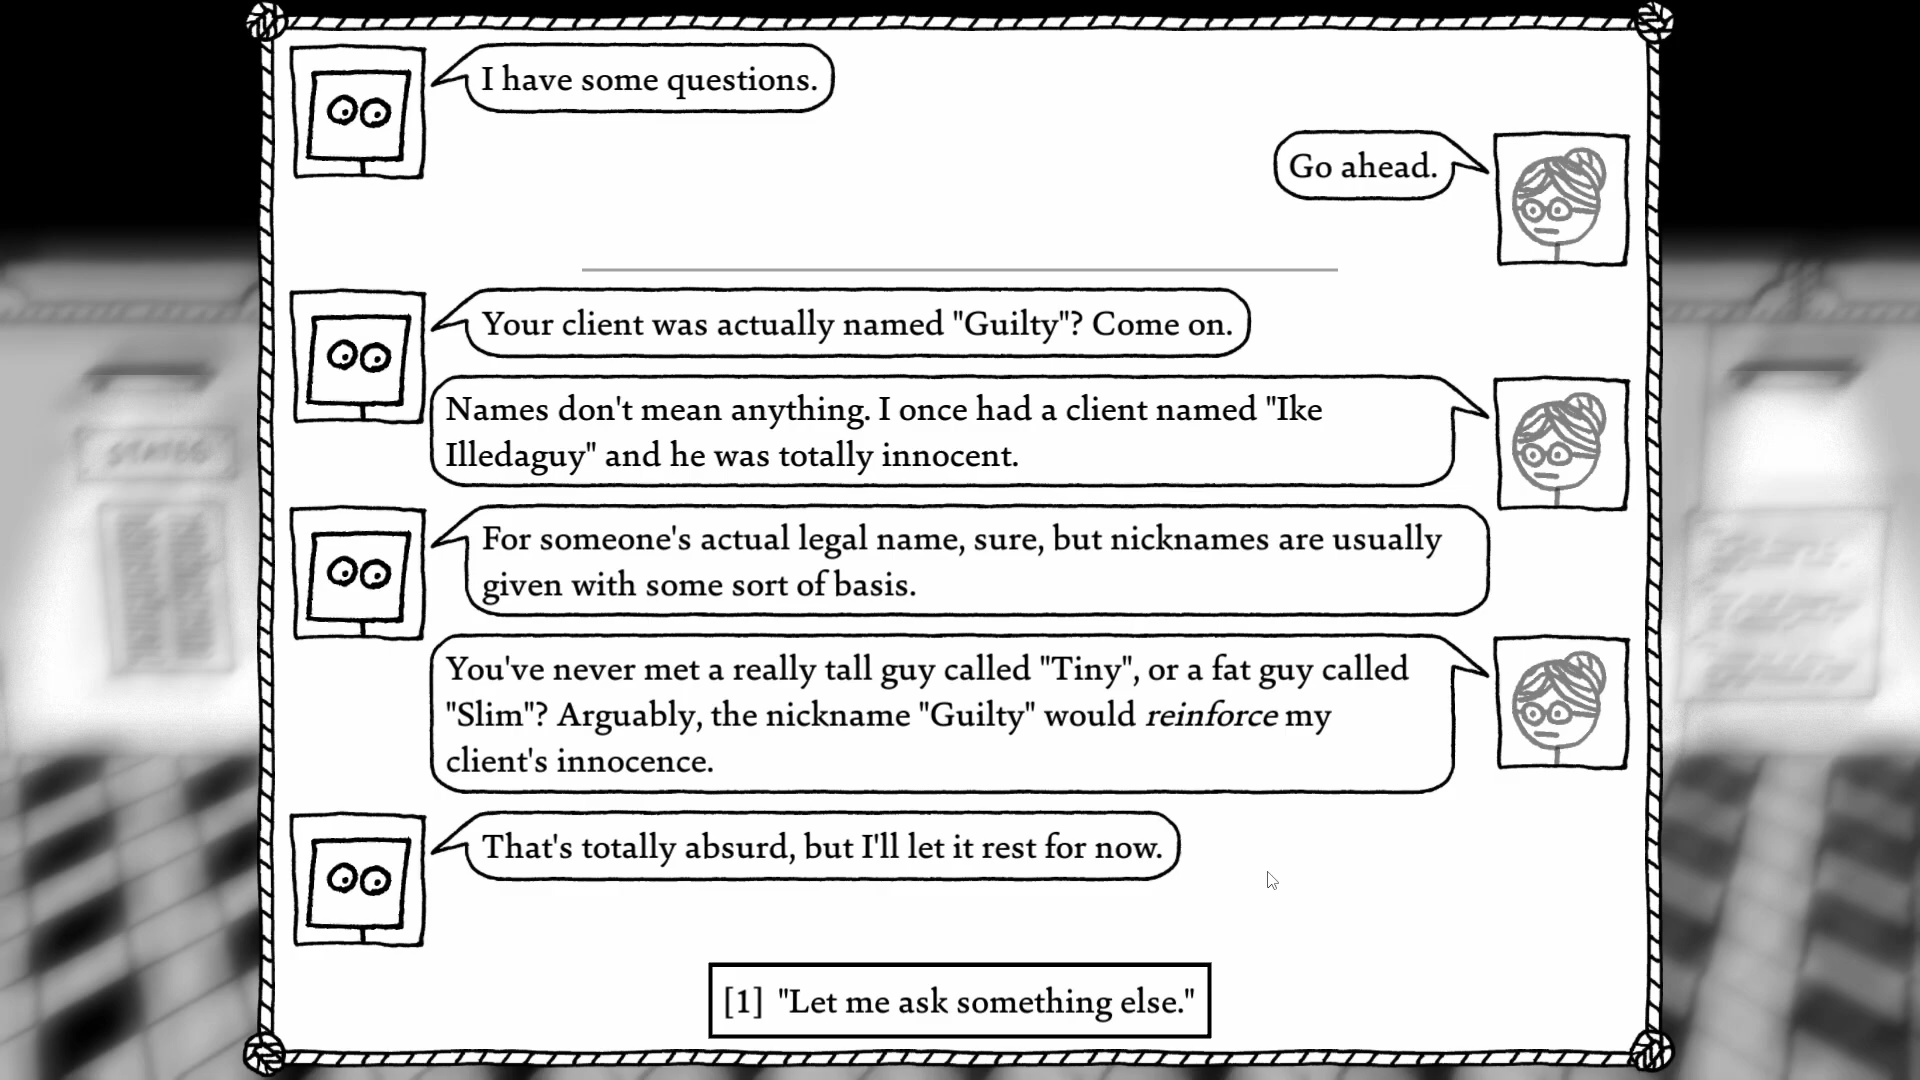 I have some questions.
Go ahead.
Your client was actually named "Guilty"? Come on.
Names don't mean anything. I once had a client named "Ike
Illedaguy" and he was totally innocent.
For someone's actual legal name, sure, but nicknames are usually
given with some sort of basis.
You've never met a really tall guy called "Tiny", or a fat guy called
"Slim"? Arguably, the nickname "Guilty" would reinforce my
client's innocence.
That's totally absurd, but I'll let it rest for now.
[1] "Let me ask something else."